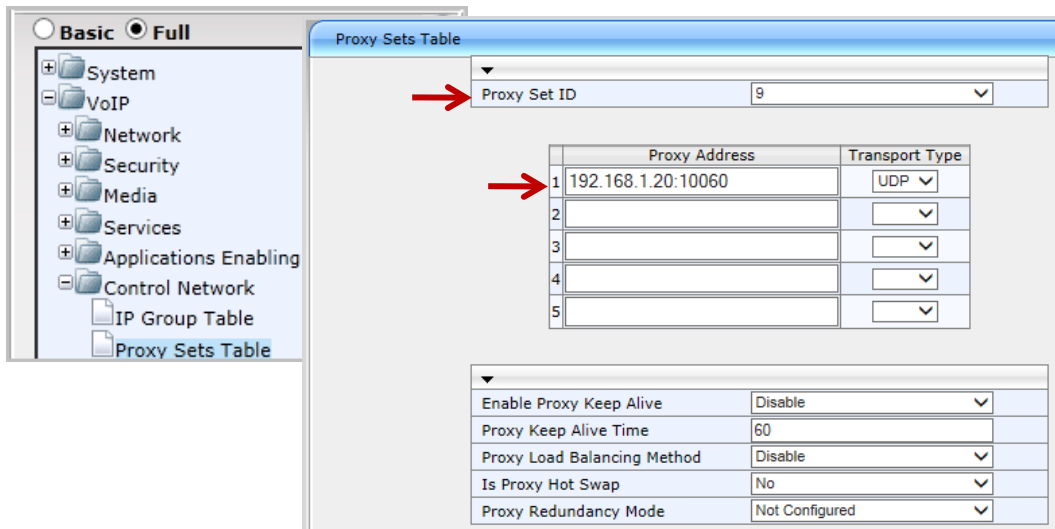 Basic Full
System
VoIP
Network
Security
Media
Services
Applications Enabling
Control Network
IP Group Table
Proxy Sets Table
Proxy Sets Table
Proxy Set ID 9
Proxy Address Transport Type
1 192.168.1.20:10060 UDP
2
3
4
5
Enable Proxy Keep Alive Disable
Proxy Keep Alive Time 60
Proxy Load Balancing Method Disable
Is Proxy Hot Swap No
Proxy Redundancy Mode Not Configured